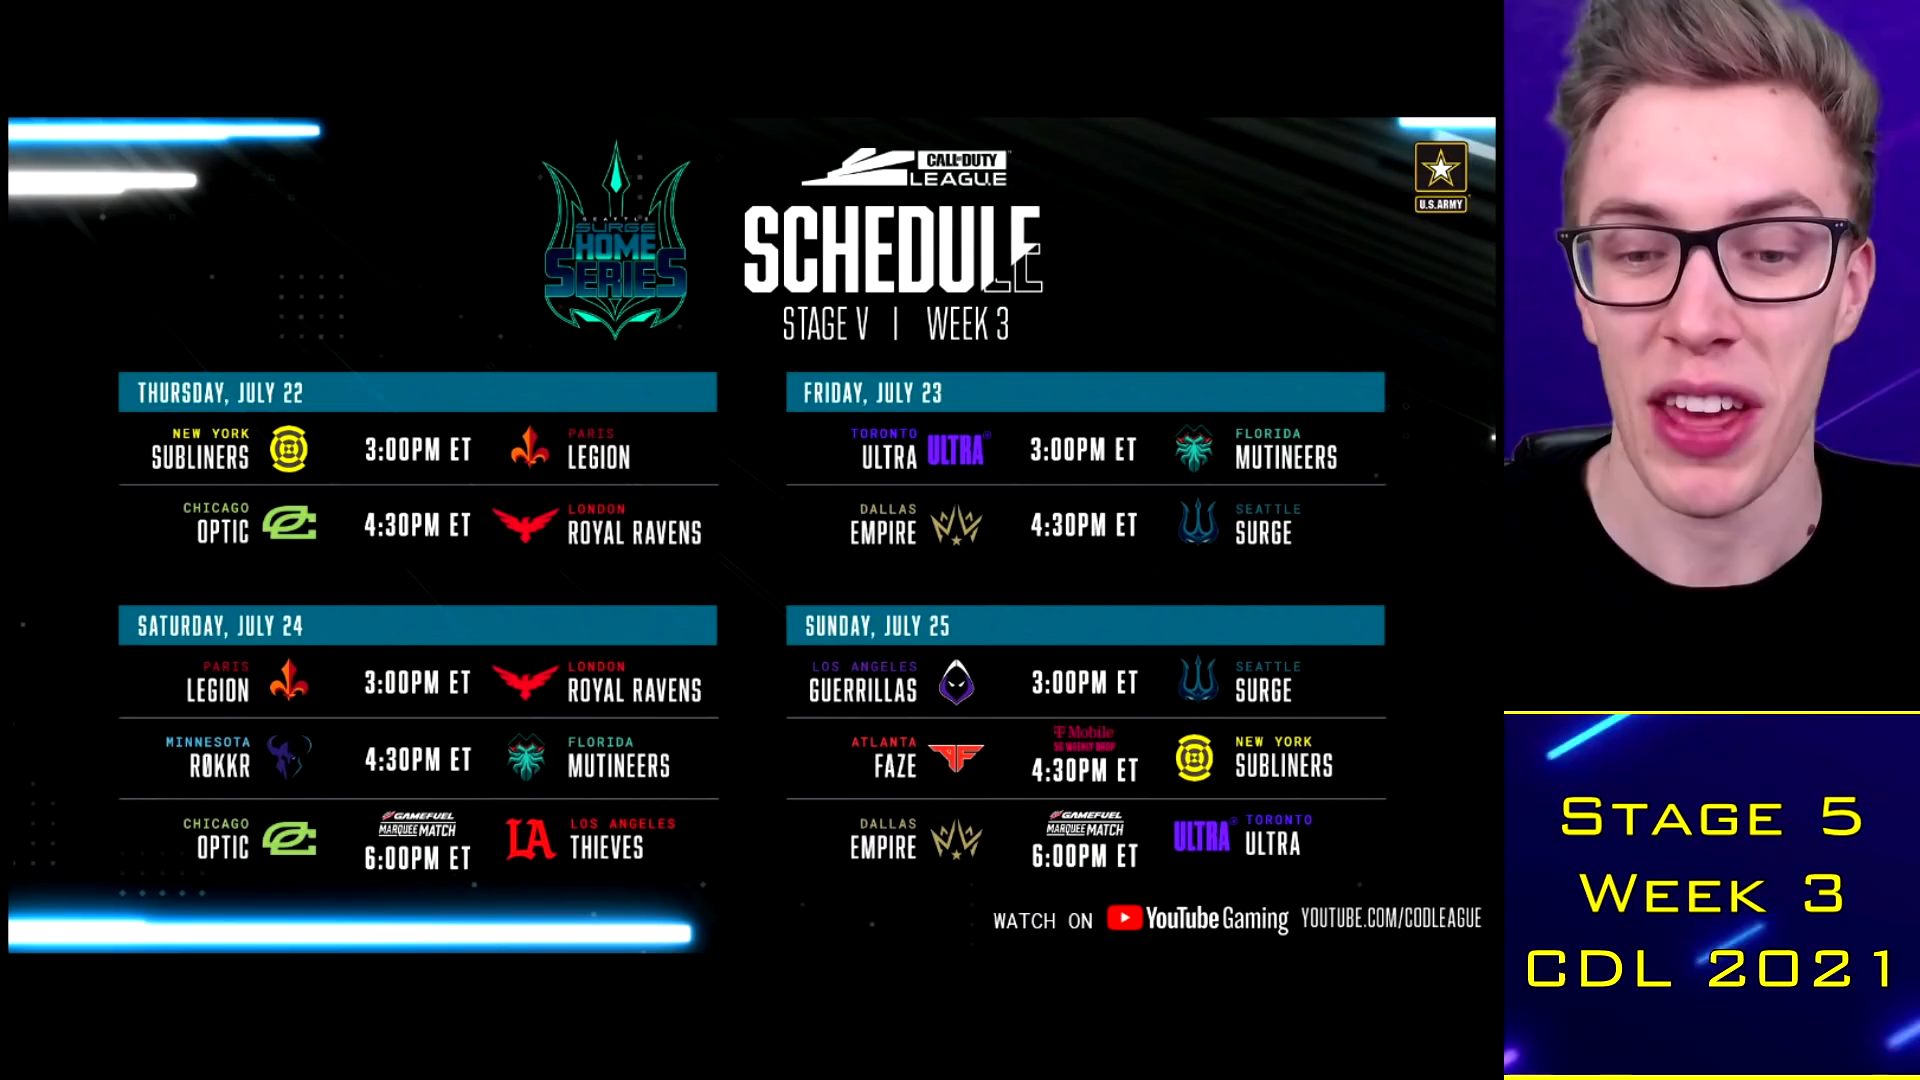 SEATTLE
SURGE
HOME
SERIES
CALL OF DUTY
LEAGUE
SCHEDULE
STAGE V | WEEK 3
U.S.ARMY
THURSDAY, JULY 22
NEW YORK
SUBLINERS
3:00PM ET
PARIS
LEGION
CHICAGO
OPTIC
4:30PM ET
LONDON
ROYAL RAVENS
FRIDAY, JULY 23
TORONTO
ULTRA
ULTRA
3:00PM ET
FLORIDA
MUTINEERS
DALLAS
EMPIRE
4:30PM ET
SEATTLE
SURGE
SATURDAY, JULY 24
PARIS
LEGION
3:00PM ET
LONDON
ROYAL RAVENS
MINNESOTA
RØKKR
4:30PM ET
FLORIDA
MUTINEERS
CHICAGO
OPTIC
GAMEFUEL
MARQUEE MATCH
6:00PM ET
LA
LOS ANGELES
THIEVES
SUNDAY, JULY 25
LOS ANGELES
GUERRILLAS
3:00PM ET
SEATTLE
SURGE
ATLANTA
FAZE
T Mobile
5G WEEKLY DROP
4:30PM ET
NEW YORK
SUBLINERS
DALLAS
EMPIRE
GAMEFUEL
MARQUEE MATCH
6:00PM ET
ULTRA
TORONTO
ULTRA
WATCH ON YouTube Gaming YOUTUBE.COM/CODLEAGUE
STAGE 5
WEEK 3
CDL 2021